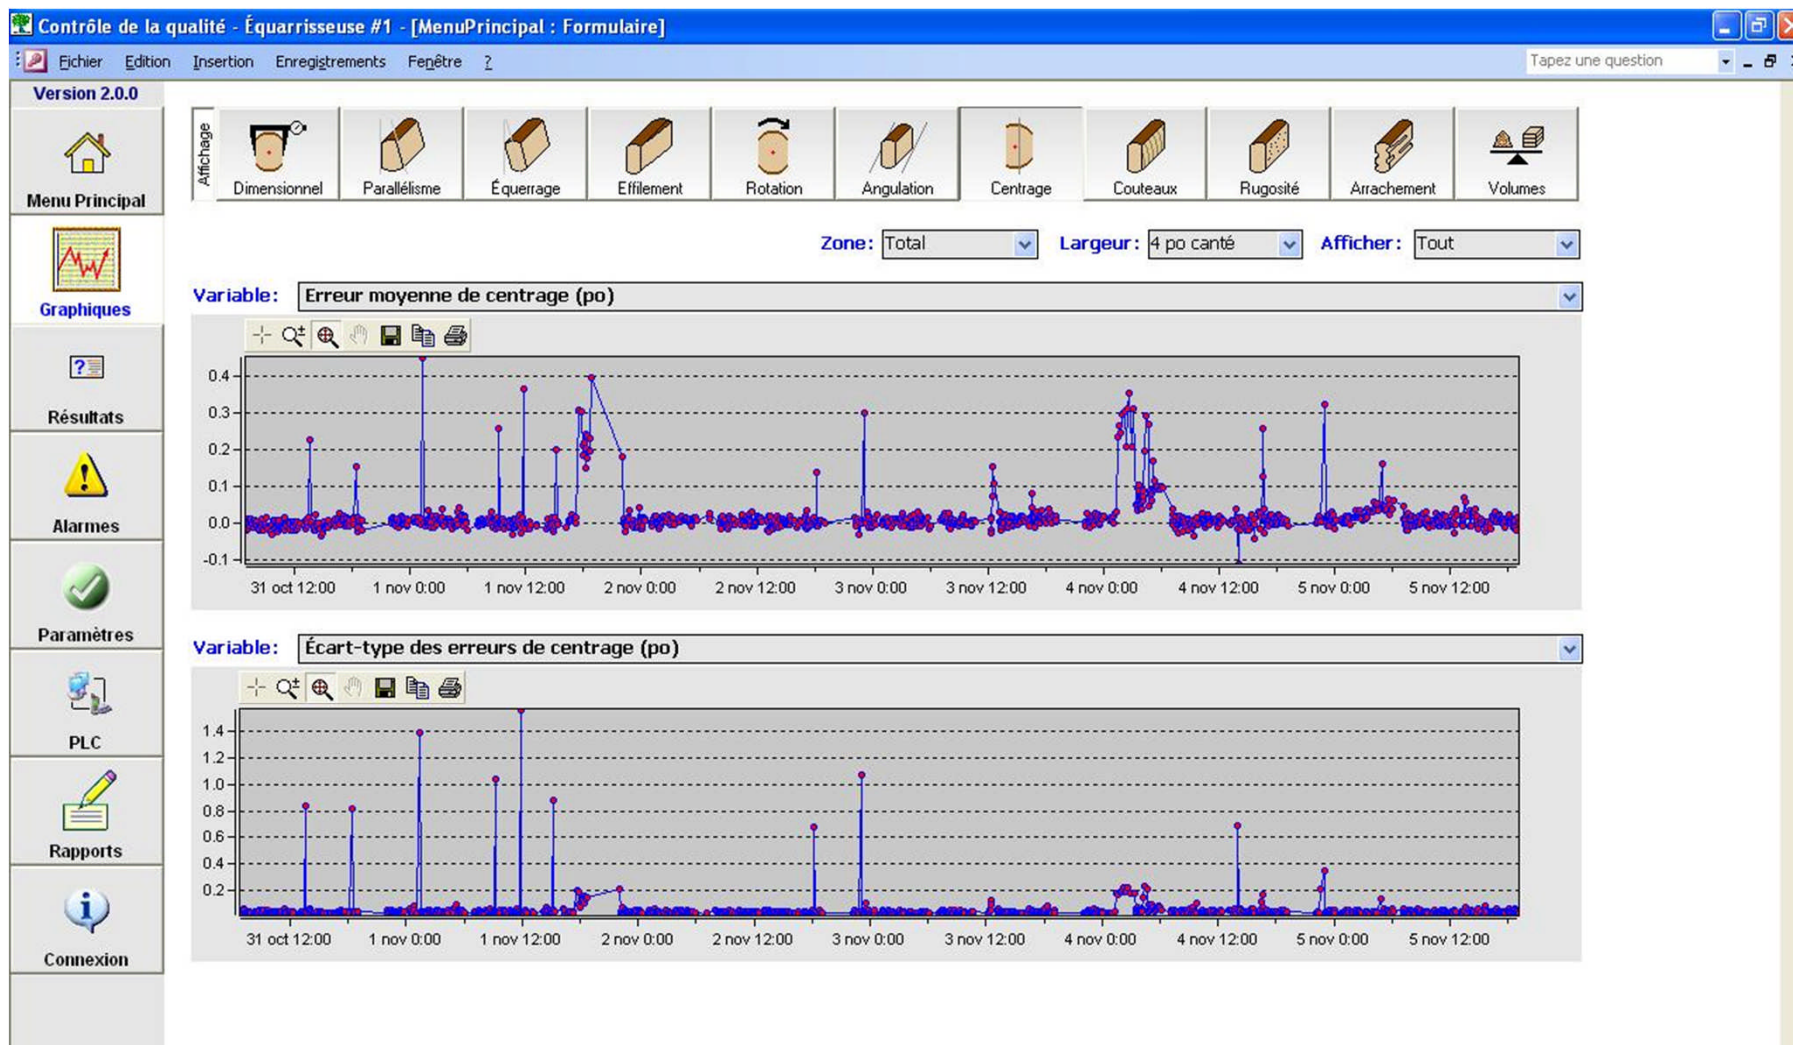 Contrôle de la qualité - Équarrisseuse #1 - [MenuPrincipal : Formulaire]
Fichier Edition Insertion Enregistrements Fenêtre ?
Tapez une question
Version 2.0.0
Menu Principal
Graphiques
Résultats
Alarmes
Paramètres
PLC
Rapports
Connexion
Affichage
Dimensionnel Parallélisme Équerrage Effilement Rotation Angulation Centrage Couteaux Rugosité Arrachement Volumes
Zone: Total Largeur: 4 po canté Afficher: Tout
Variable: Erreur moyenne de centrage (po)
0.4
0.3
0.2
0.1
0.0
-0.1
31 oct 12:00 1 nov 0:00 1 nov 12:00 2 nov 0:00 2 nov 12:00 3 nov 0:00 3 nov 12:00 4 nov 0:00 4 nov 12:00 5 nov 0:00 5 nov 12:00
Variable: Écart-type des erreurs de centrage (po)
1.4
1.2
1.0
0.8
0.6
0.4
0.2
31 oct 12:00 1 nov 0:00 1 nov 12:00 2 nov 0:00 2 nov 12:00 3 nov 0:00 3 nov 12:00 4 nov 0:00 4 nov 12:00 5 nov 0:00 5 nov 12:00